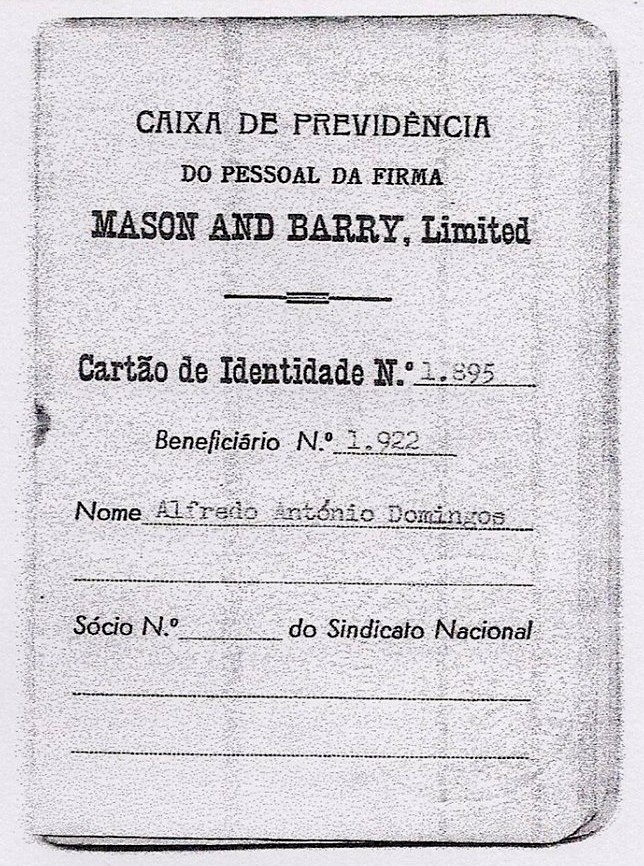 CAIXA DE PREVIDÊNCIA
DO PESSOAL DA FIRMA
MASON AND BARRY, Limited
Cartão de Identidade N.º 1.895
Beneficiário N.º 1.922
Nome Alfredo António Domingos
Sócio N.º do Sindicato Nacional